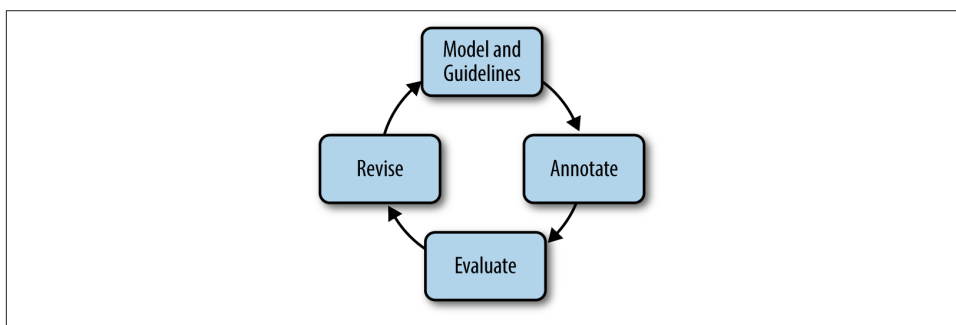 Model and
Guidelines
Revise
Annotate
Evaluate